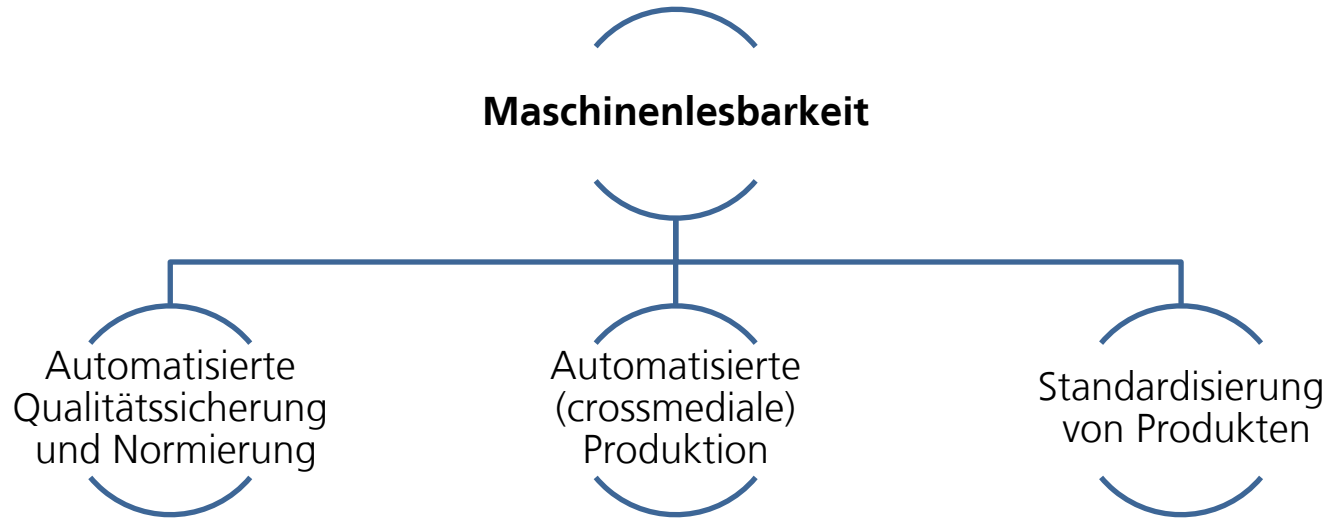 Maschinenlesbarkeit
Automatisierte
Qualitätssicherung
und Normierung
Automatisierte
(crossmediale)
Produktion
Standardisierung
von Produkten